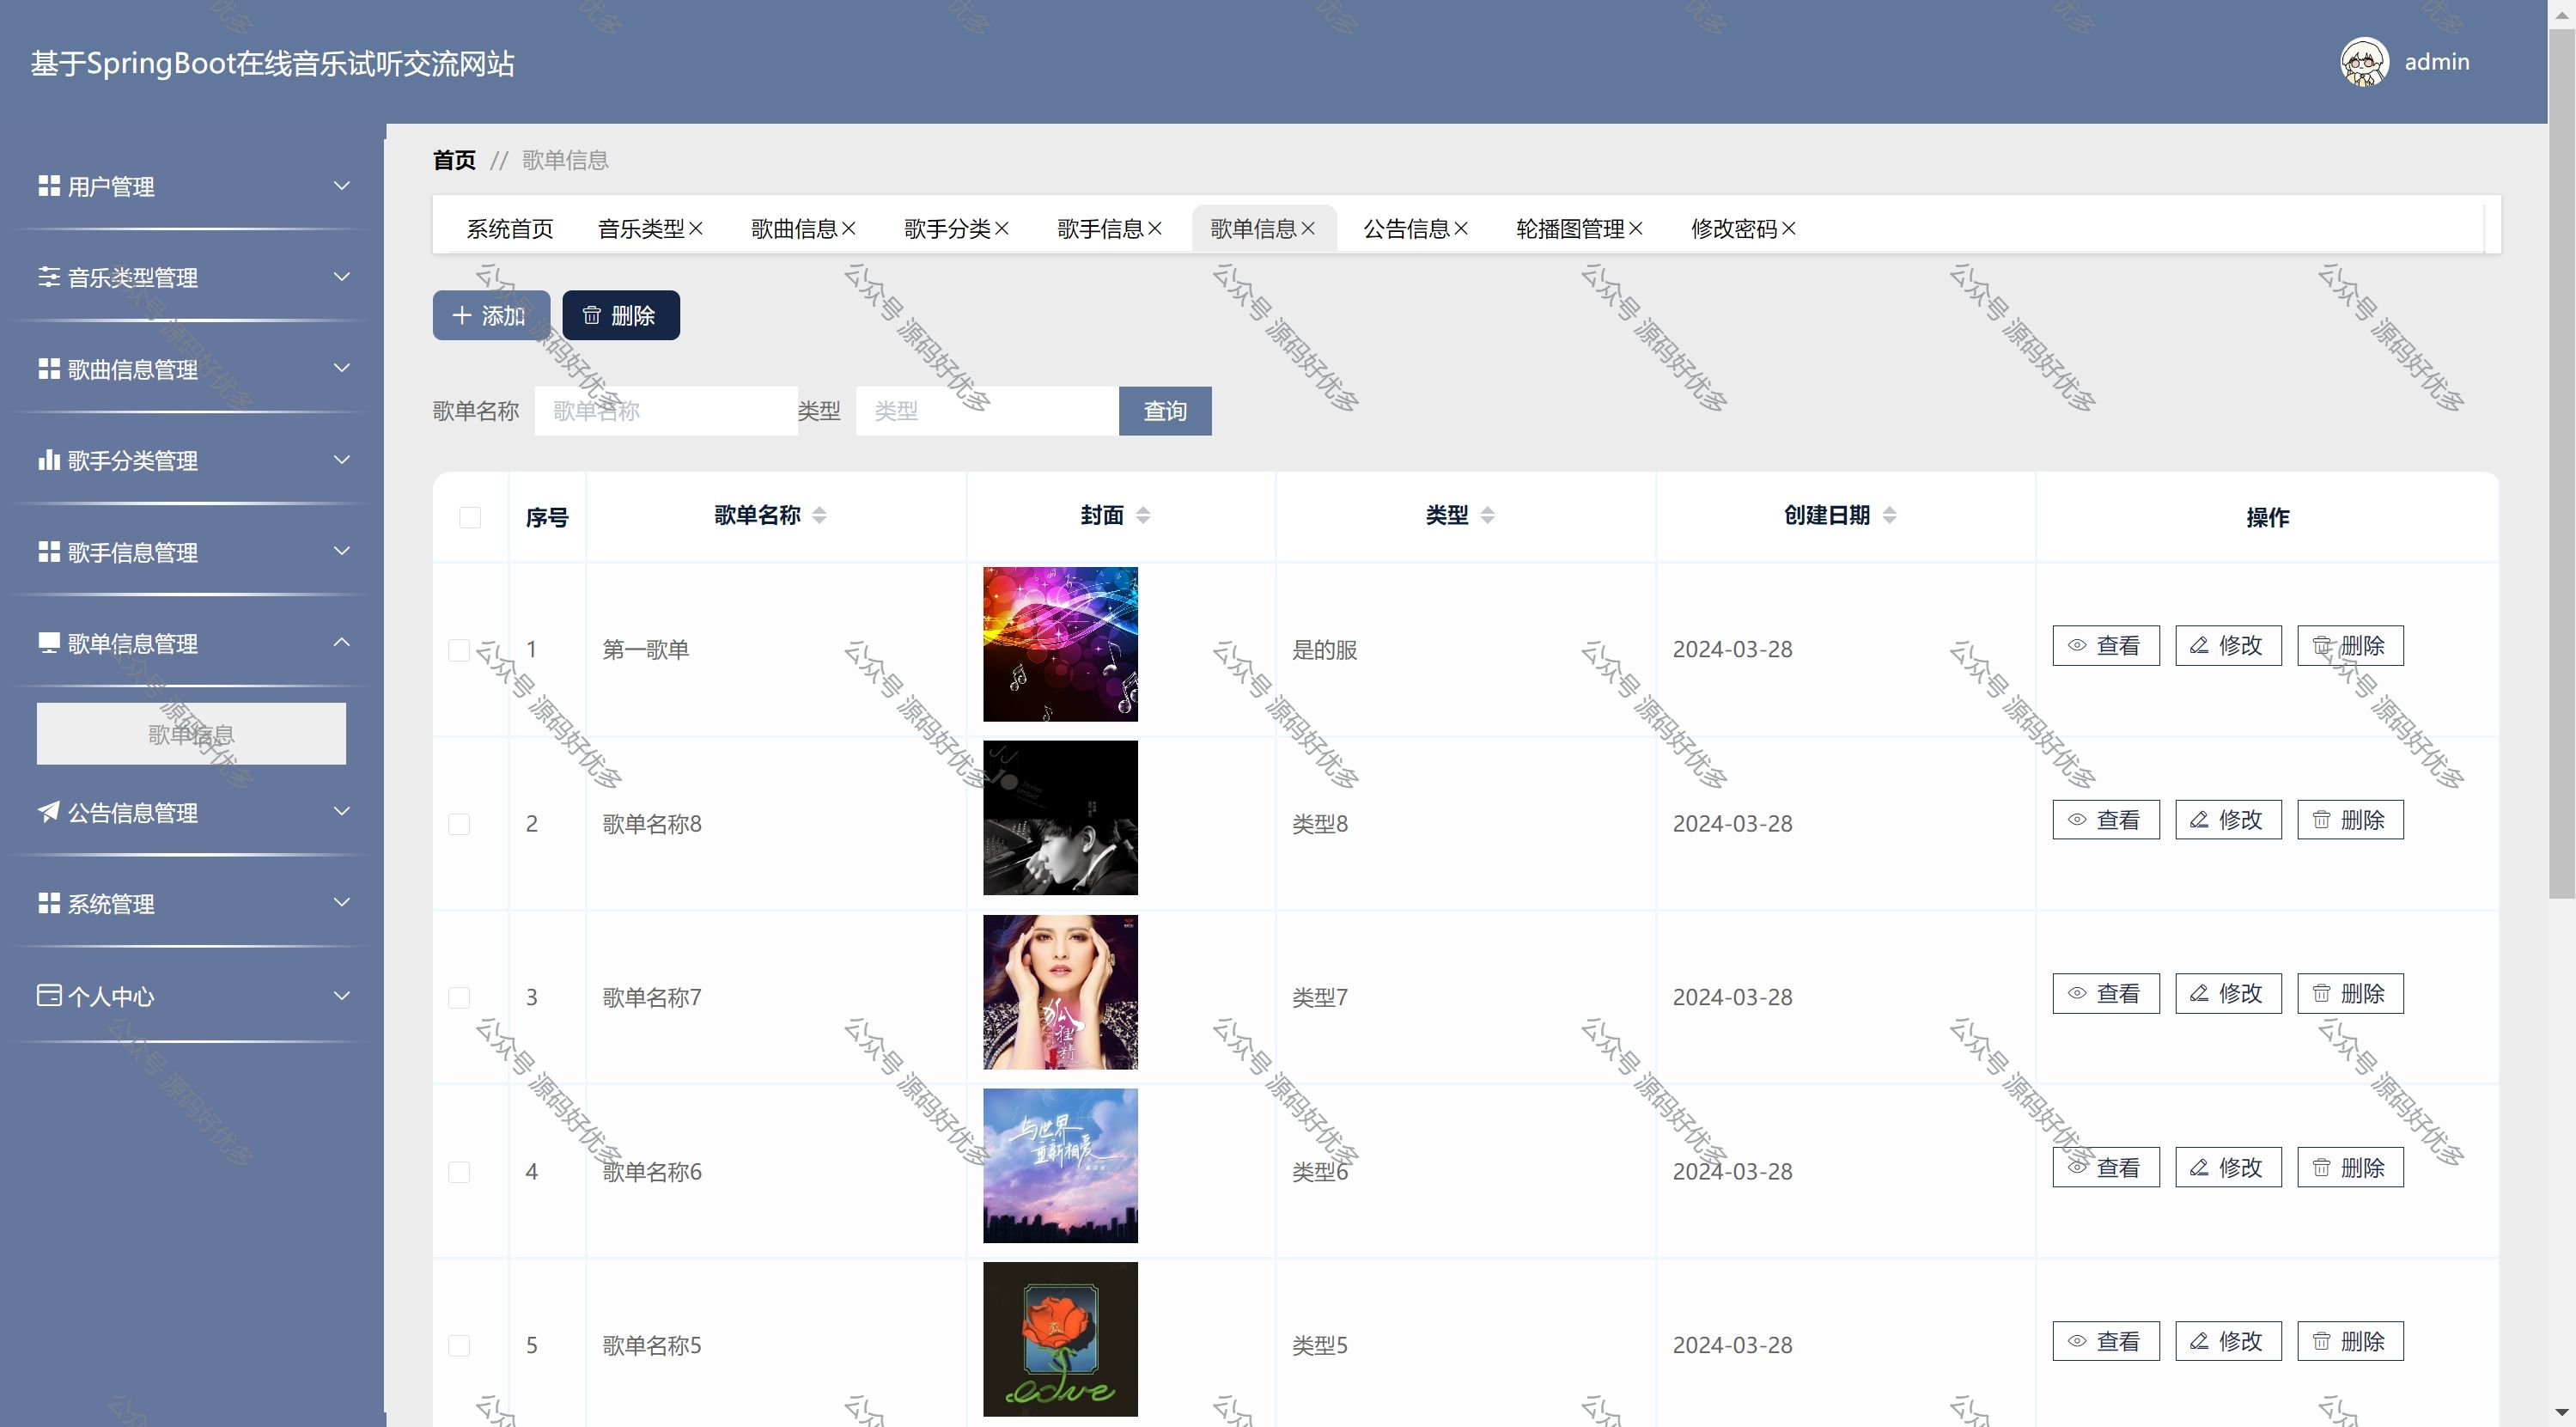 基于SpringBoot在线音乐试听交流网站
admin
用户管理
音乐类型管理
歌曲信息管理
歌手分类管理
歌手信息管理
歌单信息管理
歌单信息
公告信息管理
系统管理
个人中心
首页 // 歌单信息
系统首页 音乐类型 歌曲信息 歌手分类 歌手信息 歌单信息 公告信息 轮播图管理 修改密码
添加 删除
歌单名称 歌单名称 类型 类型 查询
序号 歌单名称 封面 类型 创建日期 操作
1 第一歌单 是的服 2024-03-28 查看 修改 删除
2 歌单名称8 JJ 类型8 2024-03-28 查看 修改 删除
3 歌单名称7 狐狸精 类型7 2024-03-28 查看 修改 删除
4 歌单名称6 与世界 重新相爱 类型6 2024-03-28 查看 修改 删除
5 歌单名称5 类型5 2024-03-28 查看 修改 删除
公众号 源码好优多